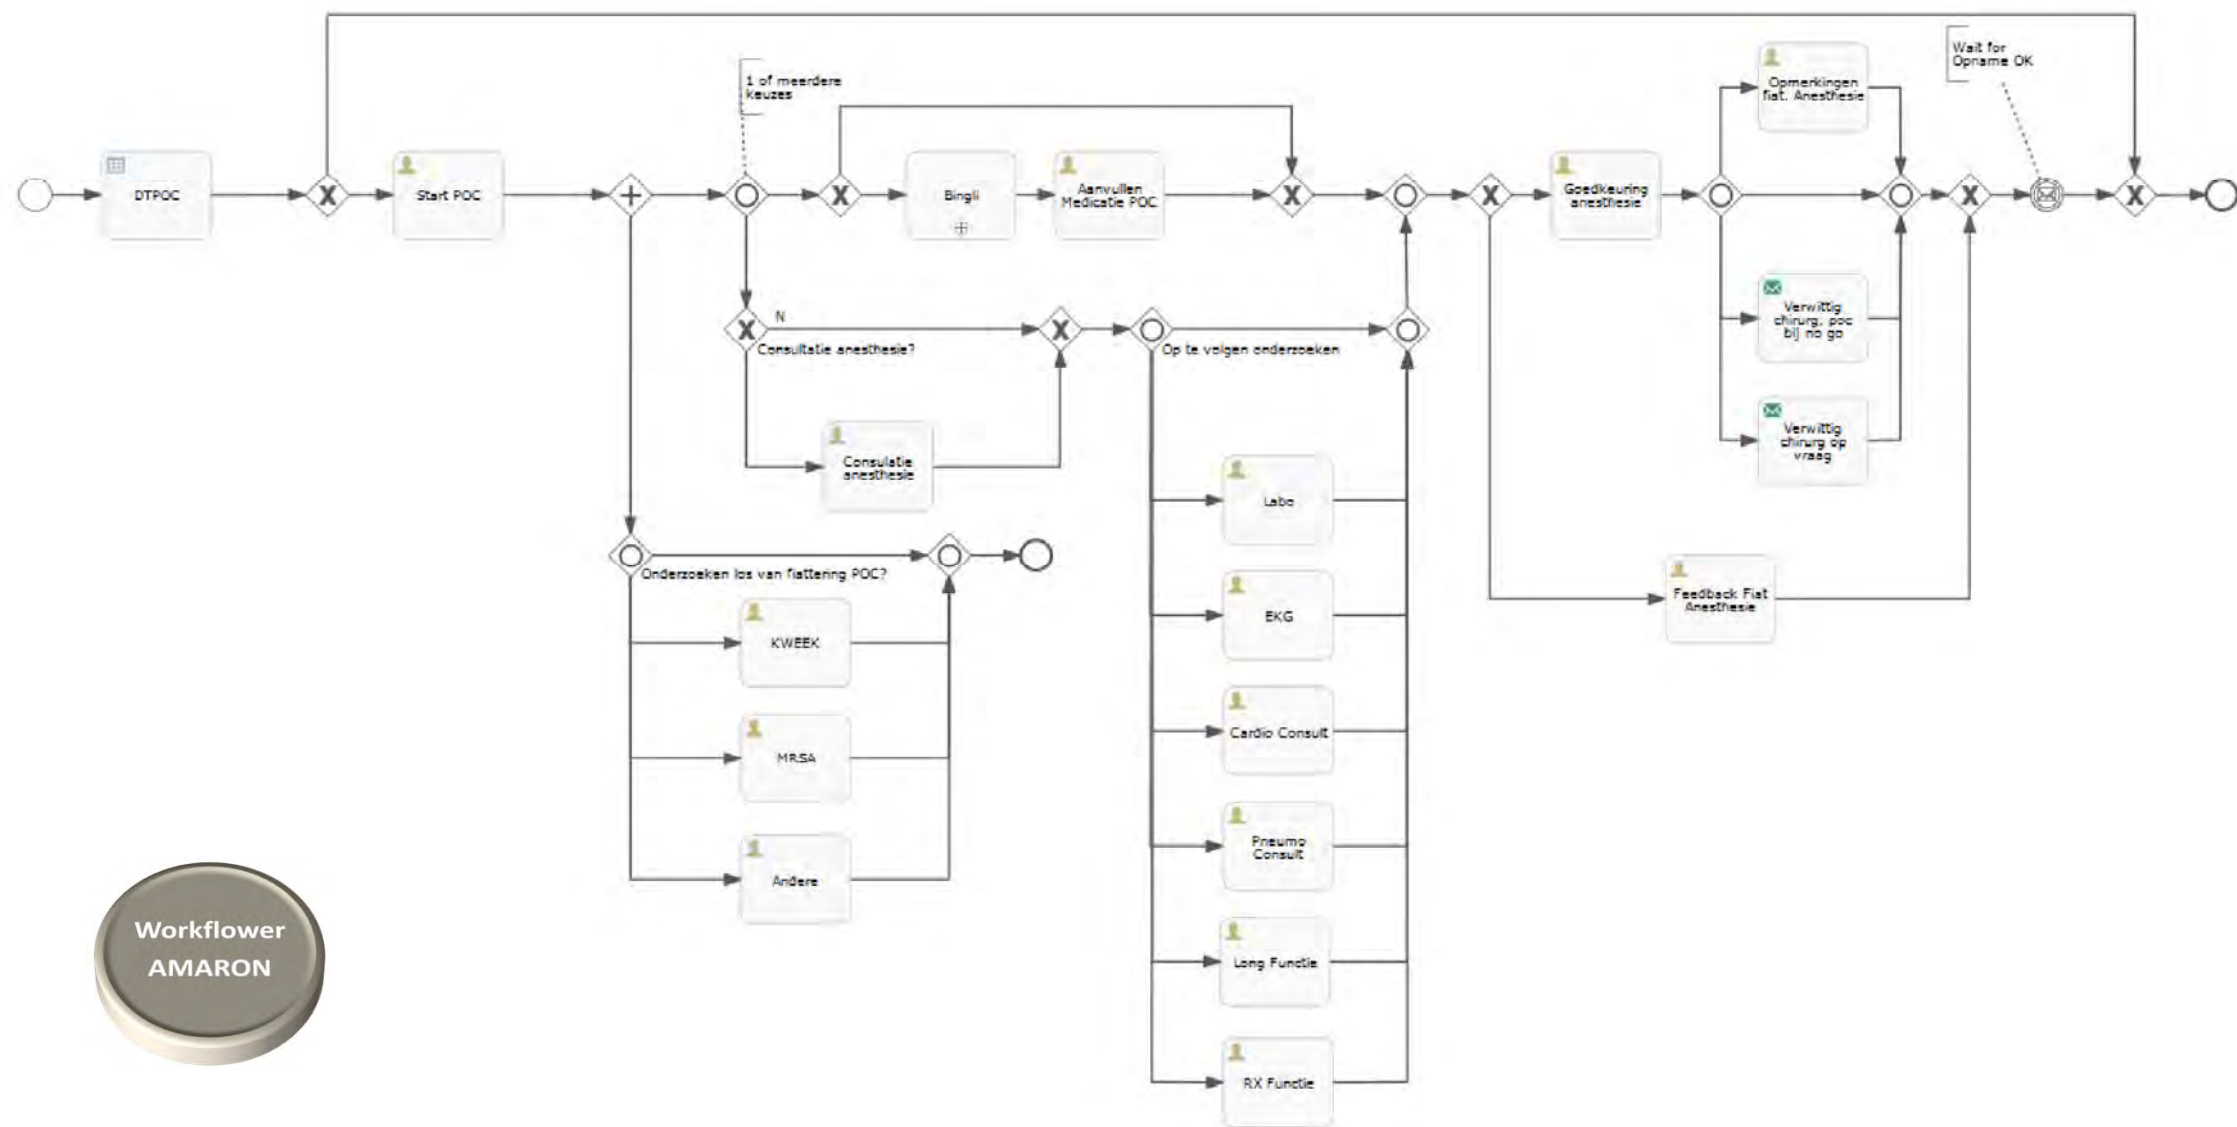 Wait for
Opname OK
1 of meerdere
keuzes
Opmerkingen
fiat. Anesthesie
DTPOC
Start POC
Bingli
Aanvullen
Medicatie POC
Goedkeuring
anesthesie
N
Consultatie anesthesie?
Op te volgen onderzoeken
Verwittig
chirurg, poc
bij no go
Verwittig
chirurg op
vraag
Consulatie
anesthesie
Labo
Onderzoeken los van fiattering POC?
EKG
Feedback Fiat
Anesthesie
KWEEK
MRSA
Cardio Consult
Pneumo
Consult
Andere
Workflower
AMARON
Long Functie
RX Functie